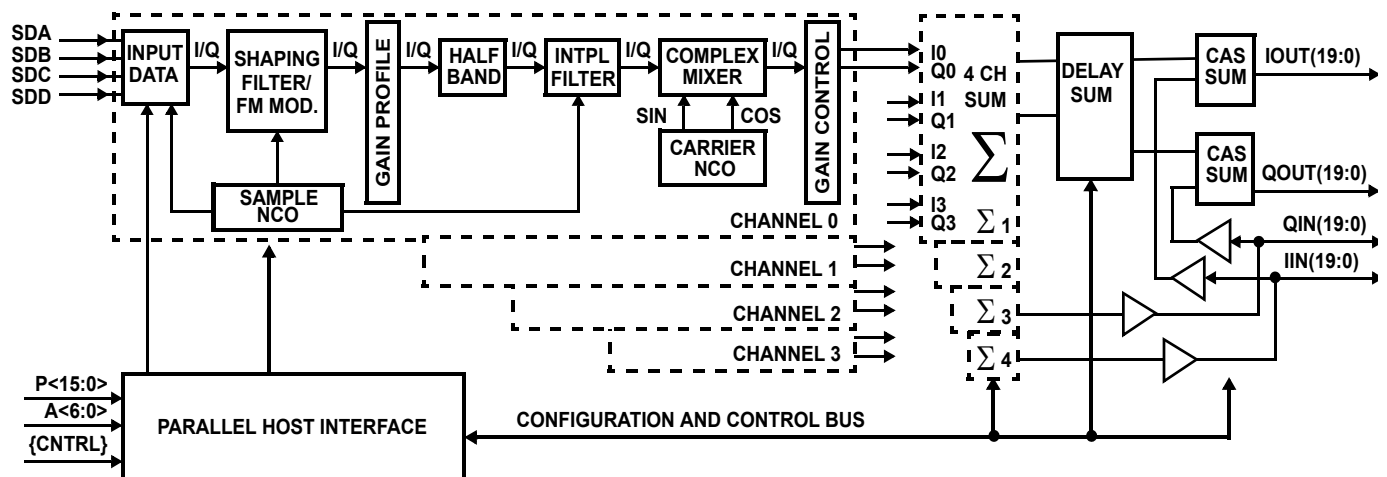 SDA
SDB
SDC
SDD
INPUT
DATA
I/Q
SHAPING
FILTER/
FM MOD.
I/Q
GAIN PROFILE
I/Q
HALF
BAND
I/Q
INTPL
FILTER
I/Q
COMPLEX
MIXER
I/Q
GAIN CONTROL
SIN
COS
CARRIER
NCO
SAMPLE
NCO
CHANNEL 0
CHANNEL 1
CHANNEL 2
CHANNEL 3
I0
Q0
4 CH
SUM
I1
Q1
∑
I2
Q2
I3
Q3
∑ 1
∑ 2
∑ 3
∑ 4
DELAY
SUM
CAS
SUM
IOUT(19:0)
CAS
SUM
QOUT(19:0)
QIN(19:0)
IIN(19:0)
P<15:0>
A<6:0>
{CNTRL}
PARALLEL HOST INTERFACE
CONFIGURATION AND CONTROL BUS